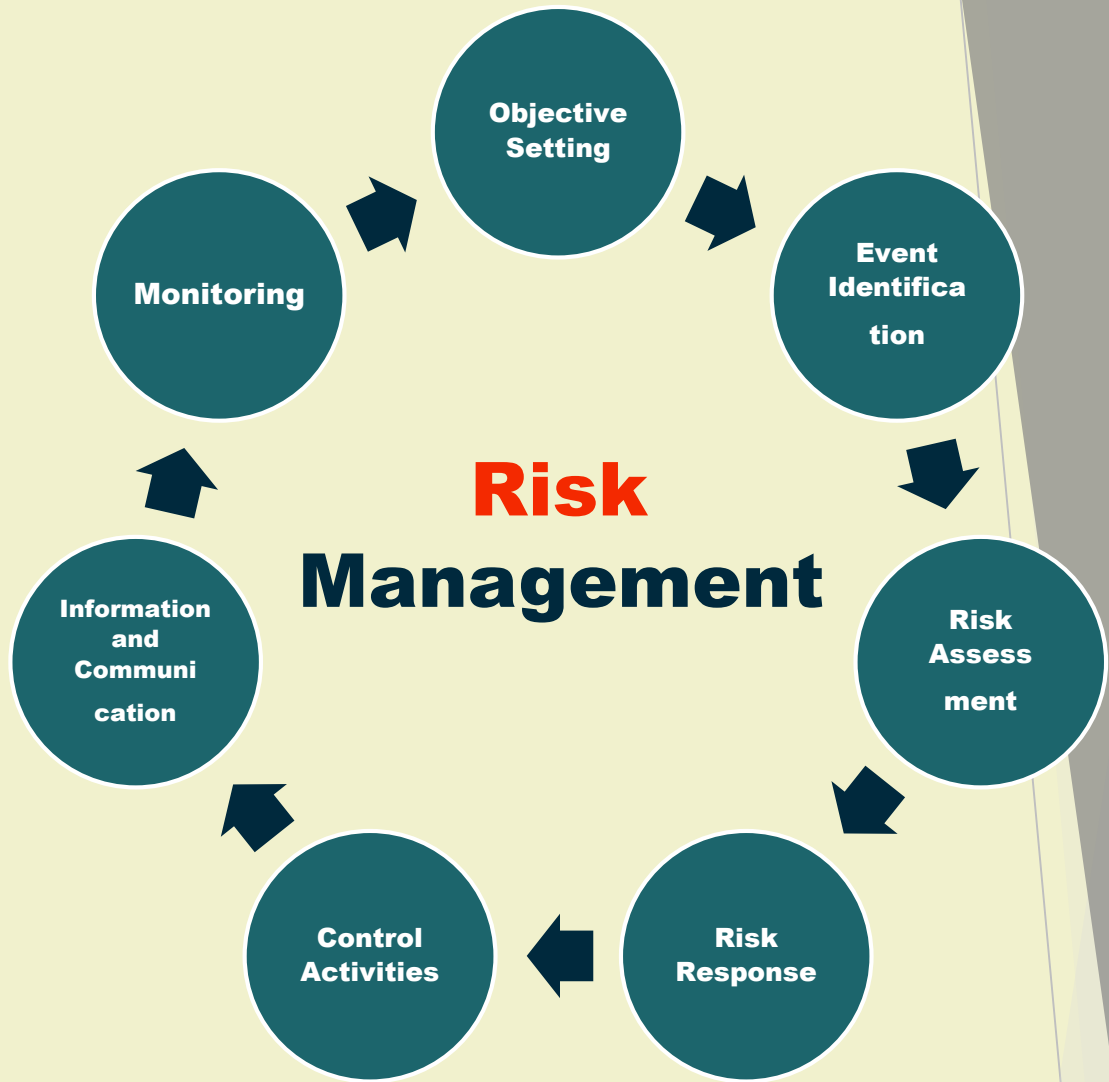 Objective
Setting
Event
Identifica
tion
Risk
Assess
ment
Risk
Response
Control
Activities
Information
and
Communi
cation
Monitoring
Risk
Management